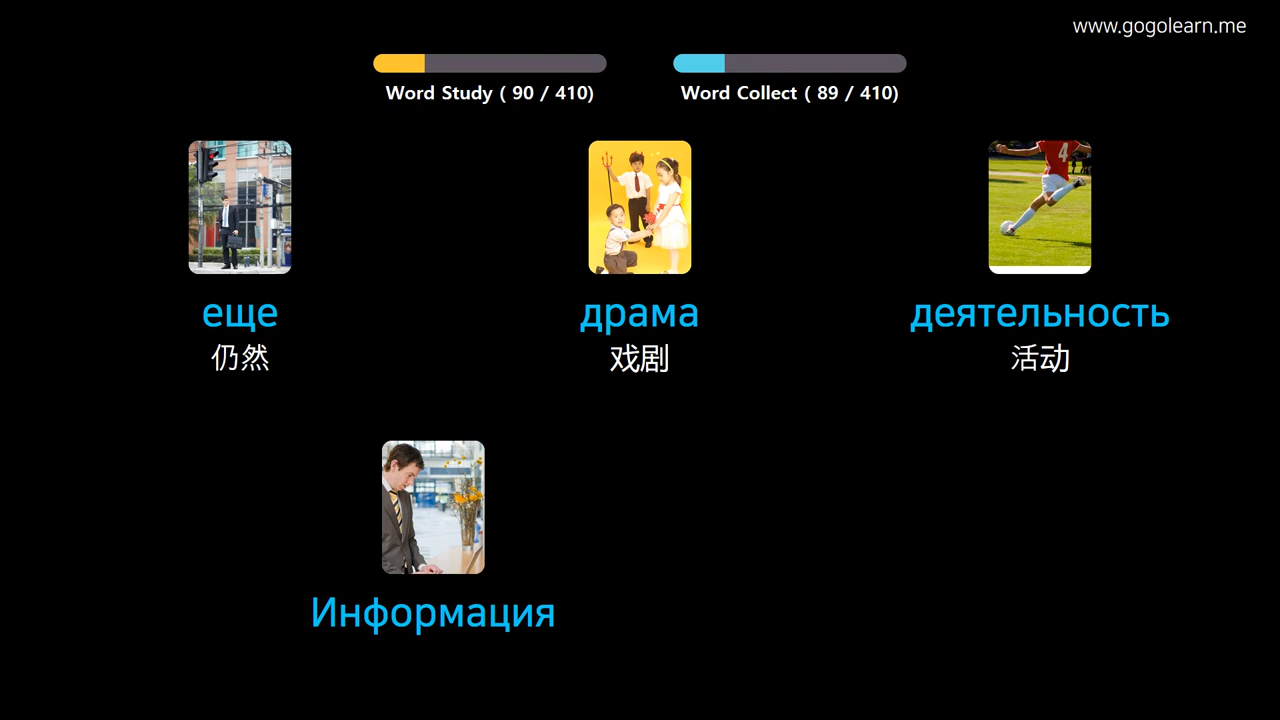 www.gogolearn.me
Word Study ( 90 / 410)
Word Collect ( 89 / 410)
4
еще
драма
деятельность
仍然
戏剧
活动
Информация